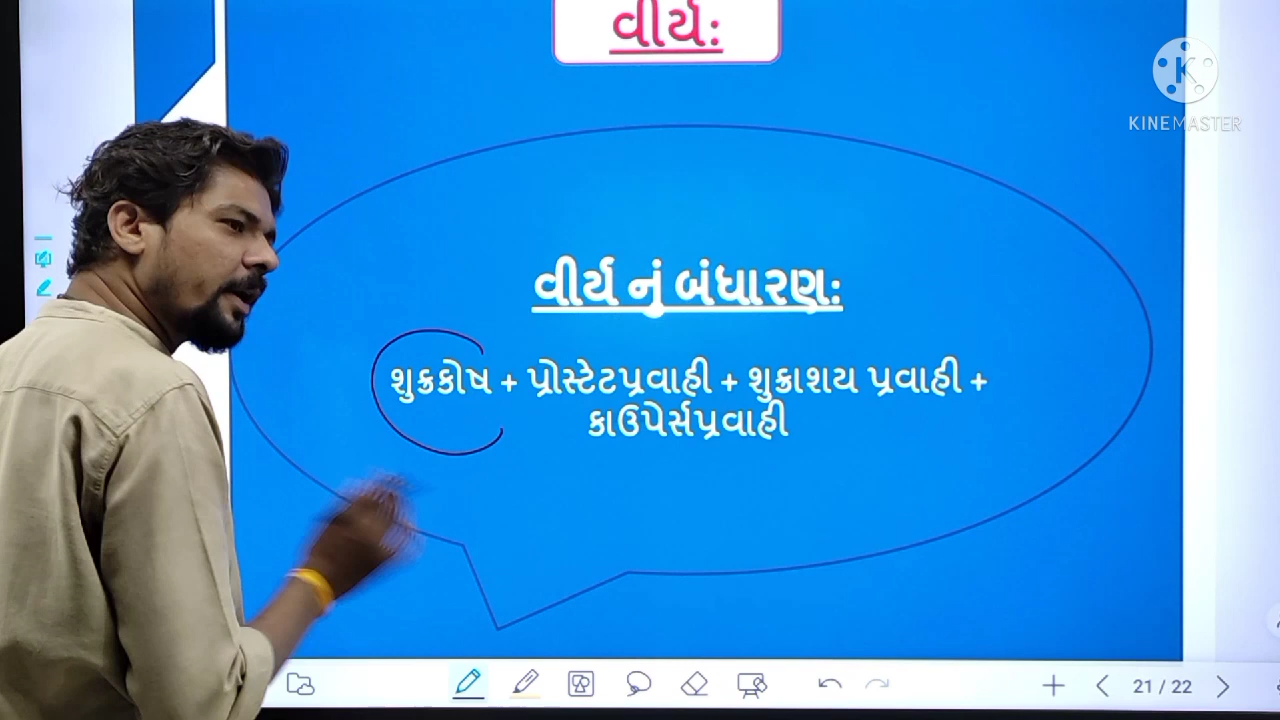 વીર્ય:
KINEMASTER
વીર્ય નું બંધારણ:
શુક્રકોષ + પ્રોસ્ટેટપ્રવાહી + શુક્રાશય પ્રવાહી +
કાઉપેર્સપ્રવાહી
21 / 22